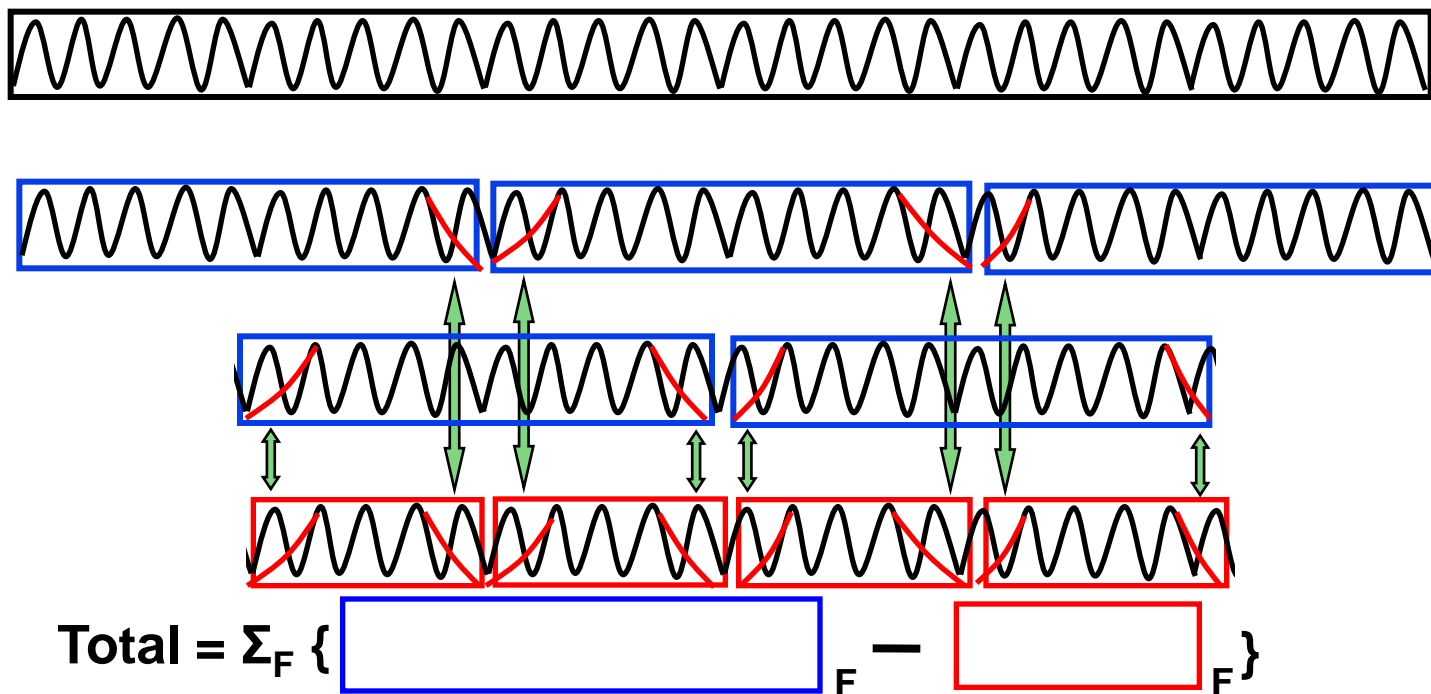 Total = Σ_F { _F — _F }